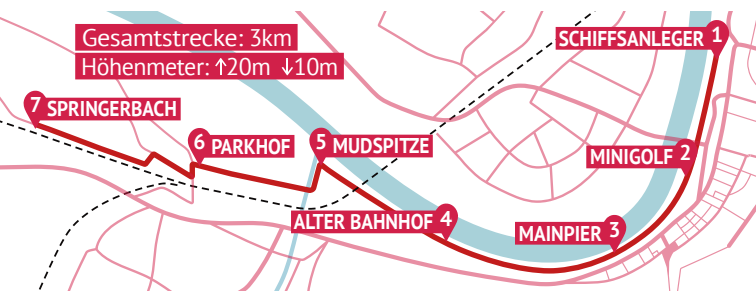 Gesamtstrecke: 3km
Höhenmeter: ↑20m ↓10m
SCHIFFSANLEGER 1
MINIGOLF 2
MAINPIER 3
ALTER BAHNHOF 4
5 MUDSPITZE
6 PARKHOF
7 SPRINGERBACH